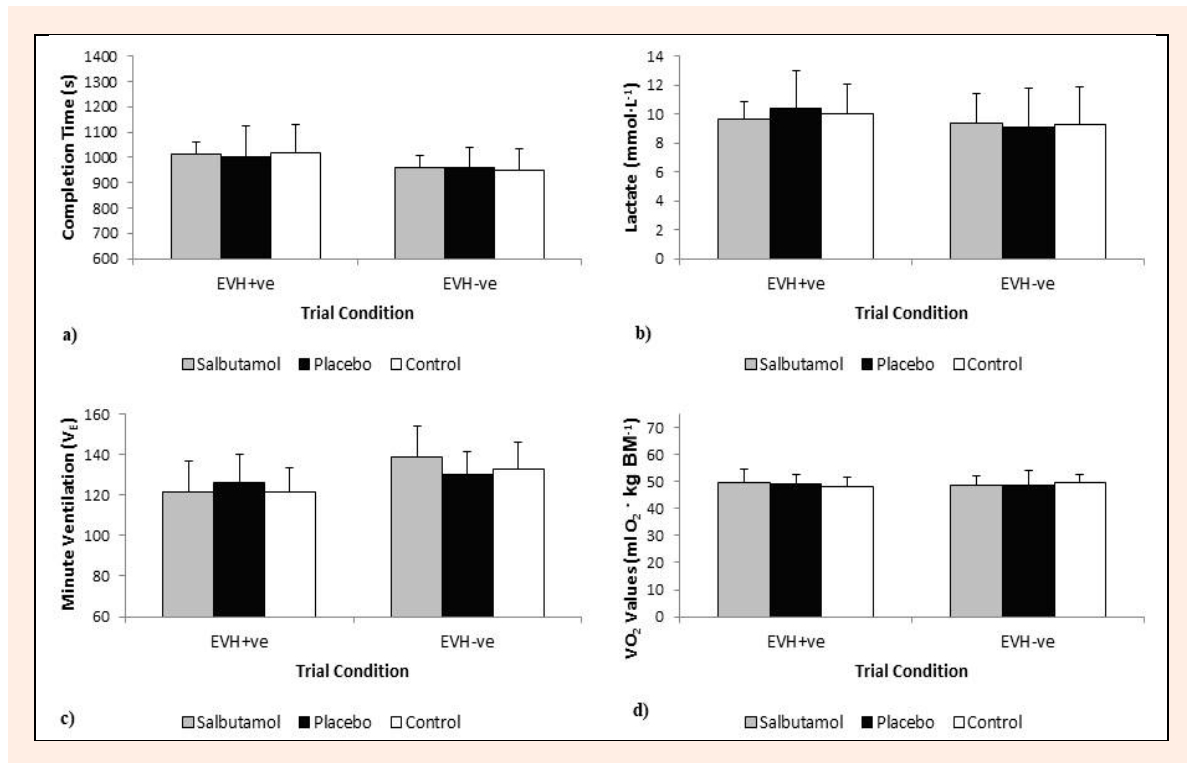 1400
1300
1200
1100
1000
900
800
700
600
Completion Time (s)
EVH+ve EVH-ve
Trial Condition
a)
Salbutamol Placebo Control
14
12
10
8
6
4
2
0
Lactate (mmol·L⁻¹)
EVH+ve EVH-ve
Trial Condition
b)
Salbutamol Placebo Control
160
140
120
100
80
60
Minute Ventilation (V_E)
EVH+ve EVH-ve
Trial Condition
c)
Salbutamol Placebo Control
70
60
50
40
30
20
10
0
VO₂ Values (ml O₂ · kg BM⁻¹)
EVH+ve EVH-ve
Trial Condition
d)
Salbutamol Placebo Control